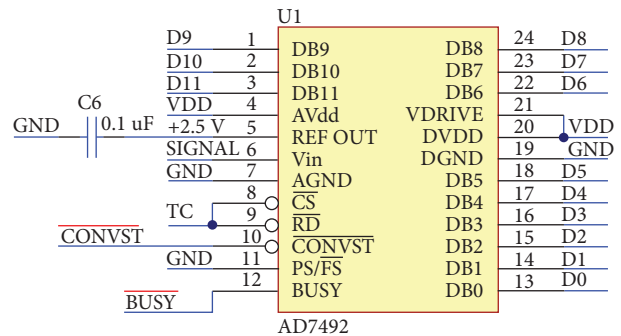 U1
D9 1 DB9 DB8 24 D8
D10 2 DB10 DB7 23 D7
D11 3 DB11 DB6 22 D6
VDD 4 AVdd VDRIVE 21
C6
GND 0.1 uF +2.5 V 5 REF OUT DVDD 20 VDD
SIGNAL 6 Vin DGND 19 GND
GND 7 AGND DB5 18 D5
8 CS DB4 17 D4
TC 9 RD DB3 16 D3
CONVST 10 CONVST DB2 15 D2
GND 11 PS/FS DB1 14 D1
12 BUSY DB0 13 D0
BUSY
AD7492